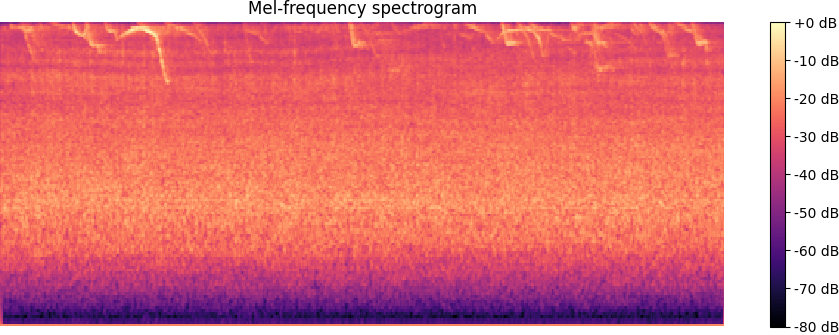 Mel-frequency spectrogram
+0 dB
-10 dB
-20 dB
-30 dB
-40 dB
-50 dB
-60 dB
-70 dB
-80 dB